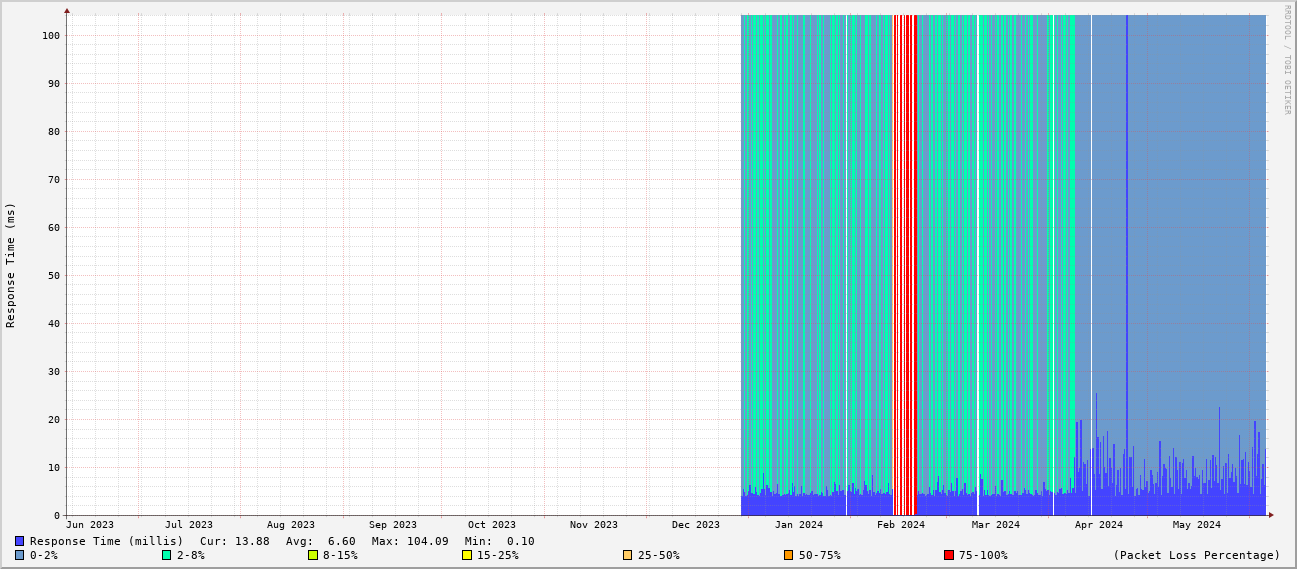 RRDTOOL / TOBI OETIKER
Response Time (ms)
100
90
80
70
60
50
40
30
20
10
0
Jun 2023 Jul 2023 Aug 2023 Sep 2023 Oct 2023 Nov 2023 Dec 2023 Jan 2024 Feb 2024 Mar 2024 Apr 2024 May 2024
Response Time (millis) Cur: 13.88 Avg: 6.60 Max: 104.09 Min: 0.10
0-2% 2-8% 8-15% 15-25% 25-50% 50-75% 75-100% (Packet Loss Percentage)